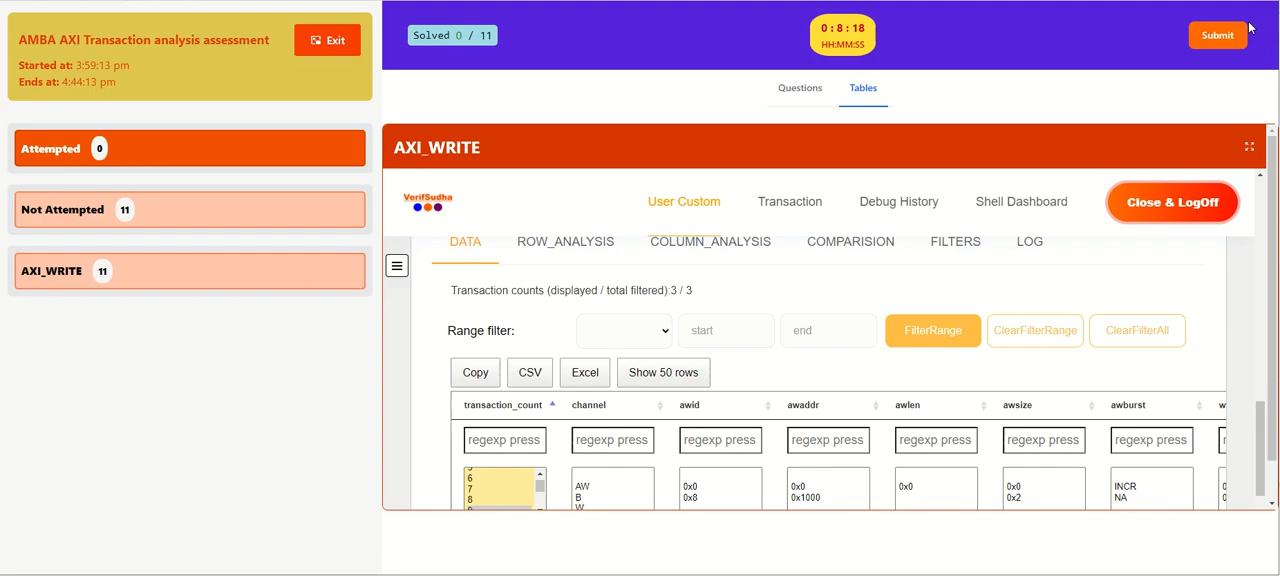 AMBA AXI Transaction analysis assessment
Exit
Started at: 3:59:13 pm
Ends at: 4:44:13 pm
Attempted 0
Not Attempted 11
AXI_WRITE 11
Solved 0 / 11
0 : 8 : 18
HH:MM:SS
Submit
Questions Tables
AXI_WRITE
VerifSudha
User Custom Transaction Debug History Shell Dashboard Close & LogOff
DATA ROW_ANALYSIS COLUMN_ANALYSIS COMPARISION FILTERS LOG
Transaction counts (displayed / total filtered):3 / 3
Range filter: start end FilterRange ClearFilterRange ClearFilterAll
Copy CSV Excel Show 50 rows
transaction_count channel awid awaddr awlen awsize awburst w
regexp press regexp press regexp press regexp press regexp press regexp press regexp press
6
7
8
AW
B
W
0x0
0x8
0x0
0x1000
0x0
0x0
0x2
INCR
NA